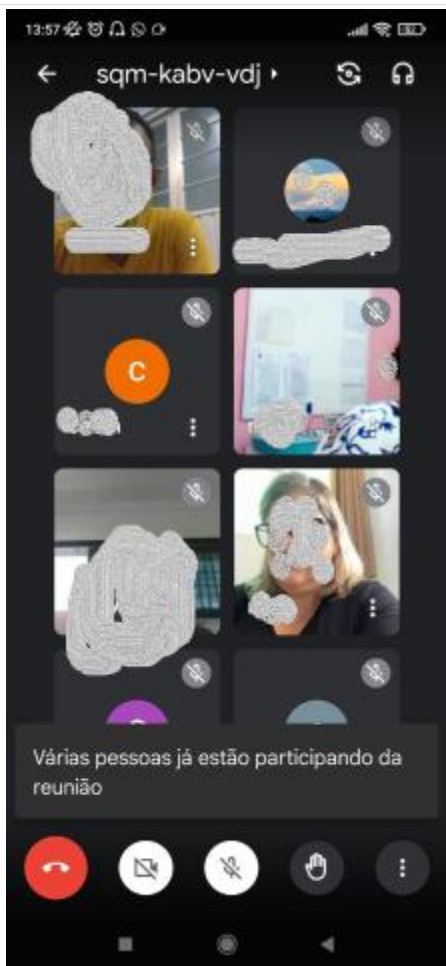 13:57
sqm-kabv-vdj
C
Várias pessoas já estão participando da
reunião